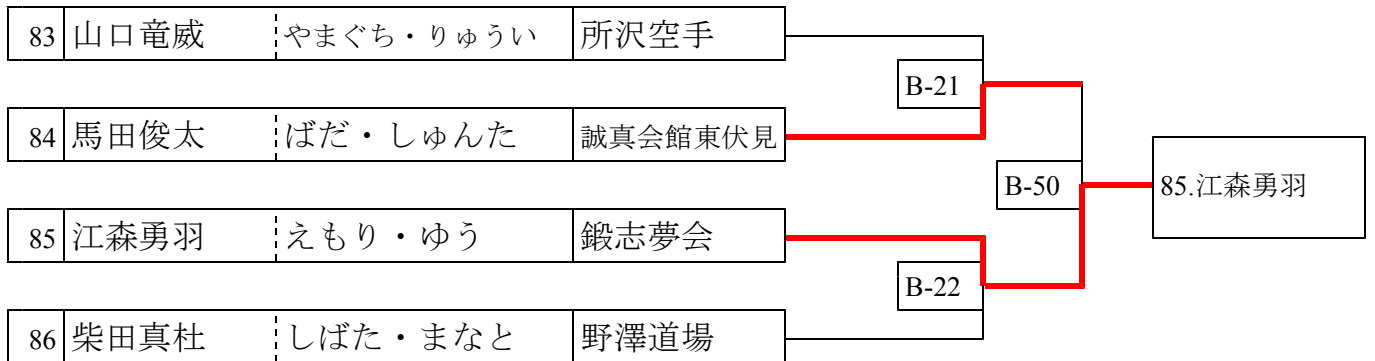 83 山口竜威 やまぐち・りゅうい 所沢空手
B-21
84 馬田俊太 ばだ・しゅんた 誠真会館東伏見
B-50 85.江森勇羽
85 江森勇羽 えもり・ゆう 鍛志夢会
B-22
86 柴田真杜 しばた・まなと 野澤道場